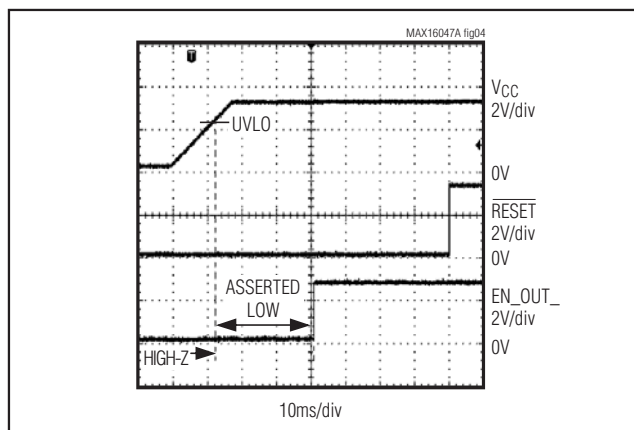 MAX16047A fig04
VCC
2V/div
UVLO
0V
RESET
2V/div
0V
ASSERTED
LOW
EN_OUT_
2V/div
0V
HIGH-Z
10ms/div